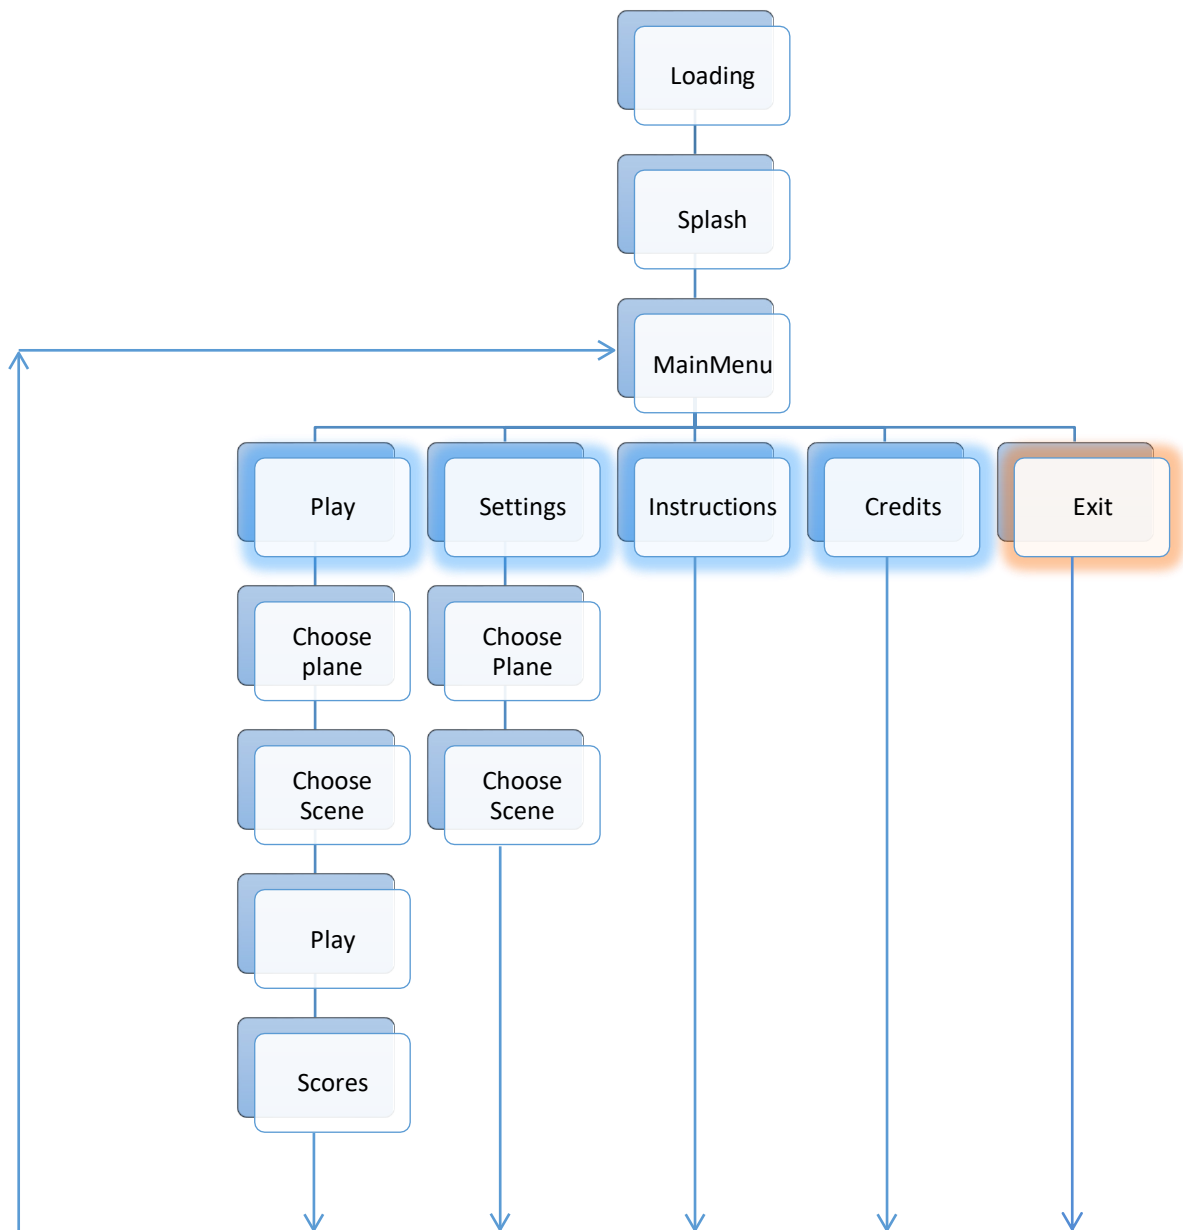 Loading
Splash
MainMenu
Play
Settings
Instructions
Credits
Exit
Choose
plane
Choose
Plane
Choose
Scene
Choose
Scene
Play
Scores